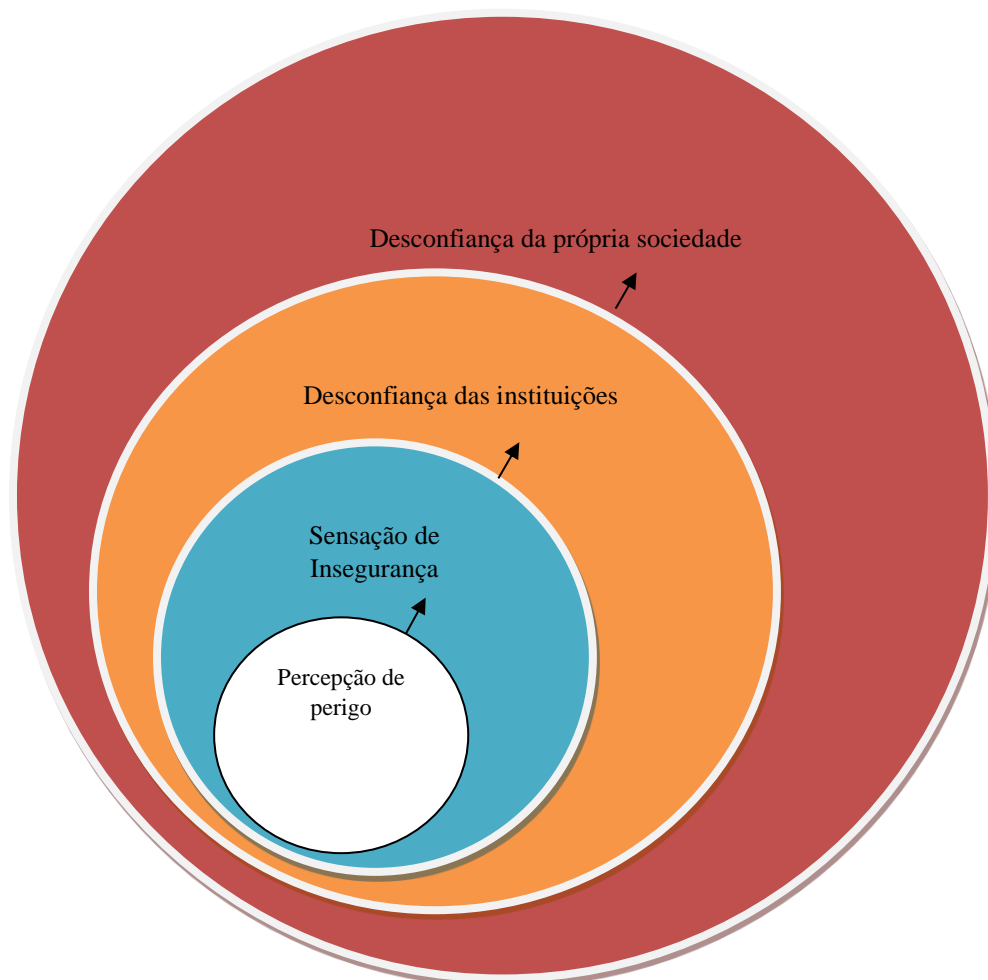 Desconfiança da própria sociedade
Desconfiança das instituições
Sensação de
Insegurança
Percepção de
perigo